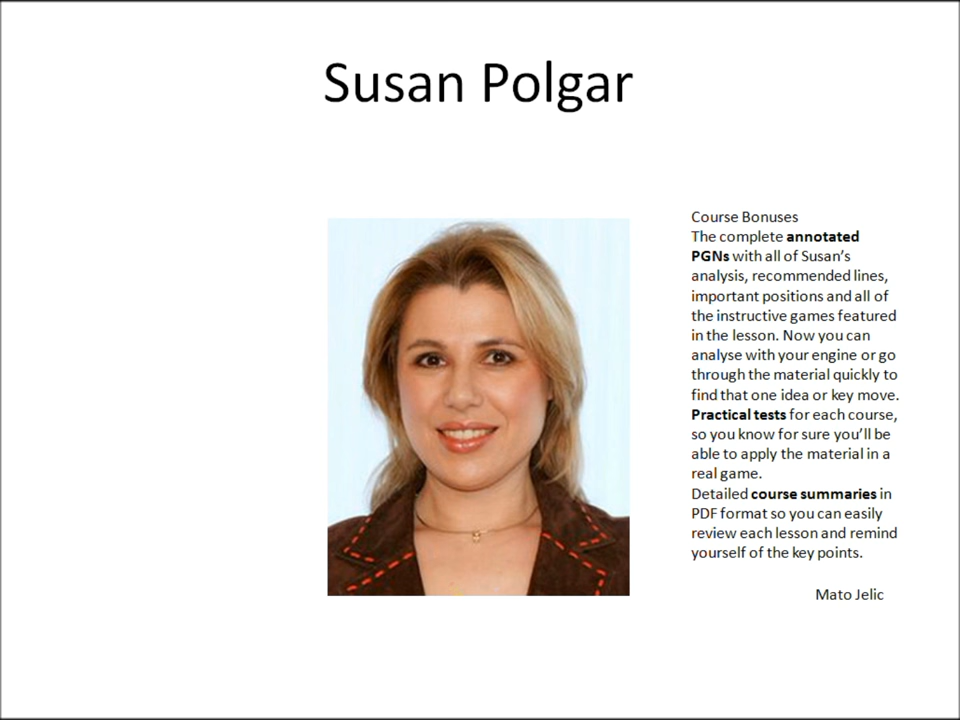 Susan Polgar
Course Bonuses
The complete annotated
PGNs with all of Susan’s
analysis, recommended lines,
important positions and all of
the instructive games featured
in the lesson. Now you can
analyse with your engine or go
through the material quickly to
find that one idea or key move.
Practical tests for each course,
so you know for sure you’ll be
able to apply the material in a
real game.
Detailed course summaries in
PDF format so you can easily
review each lesson and remind
yourself of the key points.
Mato Jelic